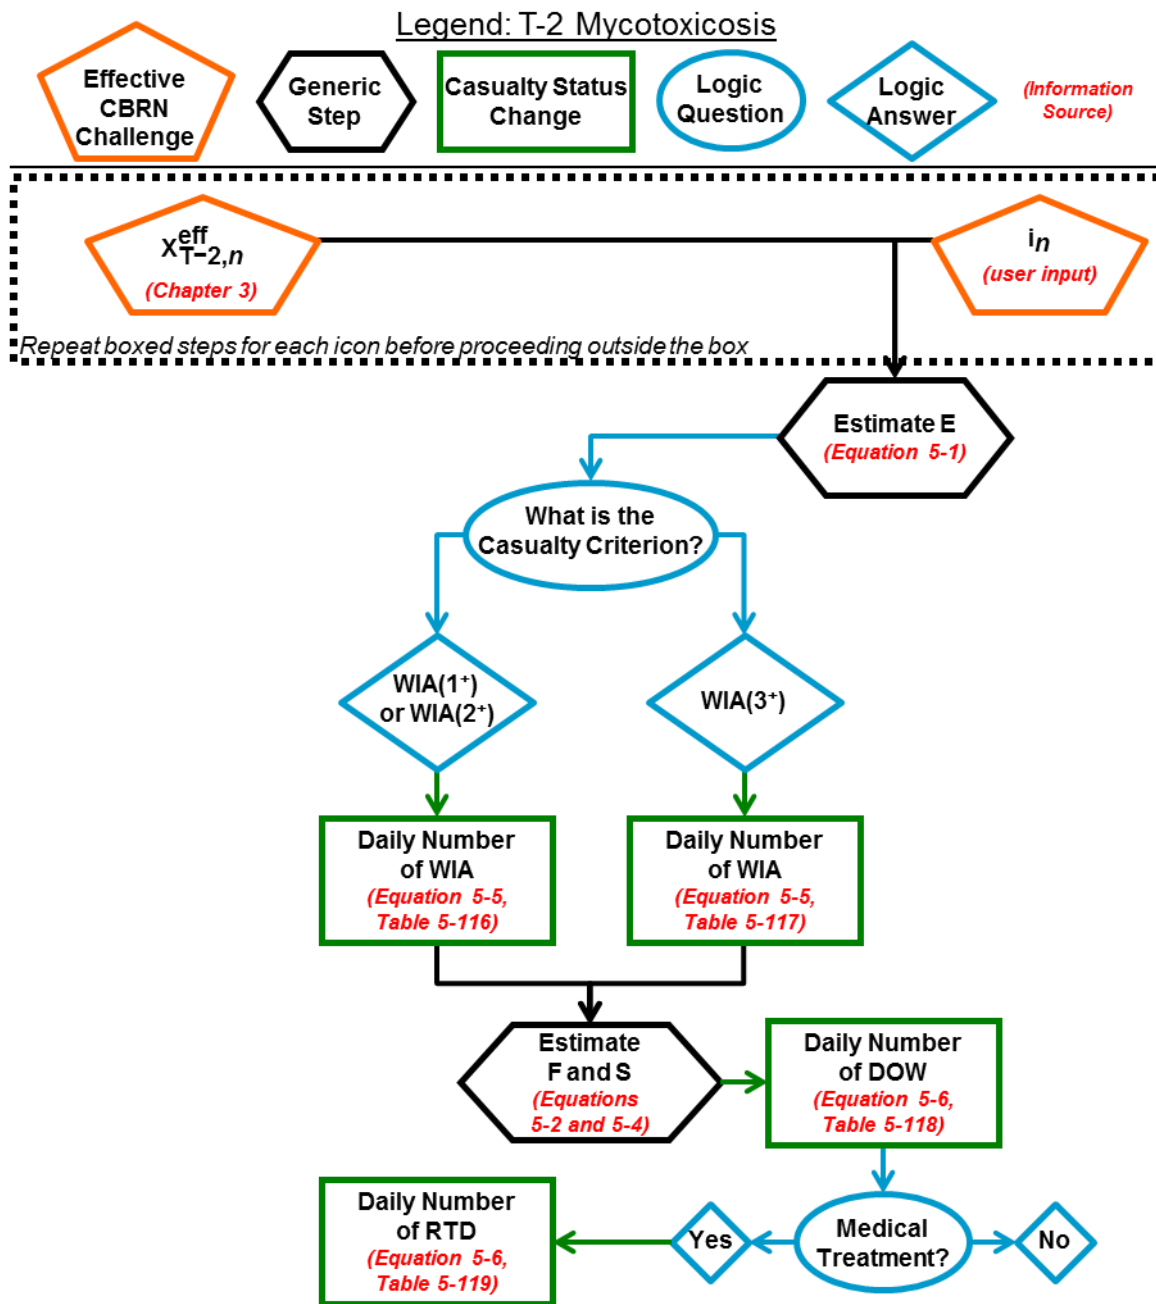 Legend: T-2 Mycotoxicosis
Effective
CBRN
Challenge
Generic
Step
Casualty Status
Change
Logic
Question
Logic
Answer
(Information
Source)
X^eff_T−2,n
(Chapter 3)
i_n
(user input)
Repeat boxed steps for each icon before proceeding outside the box
Estimate E
(Equation 5-1)
What is the
Casualty Criterion?
WIA(1⁺)
or WIA(2⁺)
WIA(3⁺)
Daily Number
of WIA
(Equation 5-5,
Table 5-116)
Daily Number
of WIA
(Equation 5-5,
Table 5-117)
Estimate
F and S
(Equations
5-2 and 5-4)
Daily Number
of DOW
(Equation 5-6,
Table 5-118)
Daily Number
of RTD
(Equation 5-6,
Table 5-119)
Yes
Medical
Treatment?
No